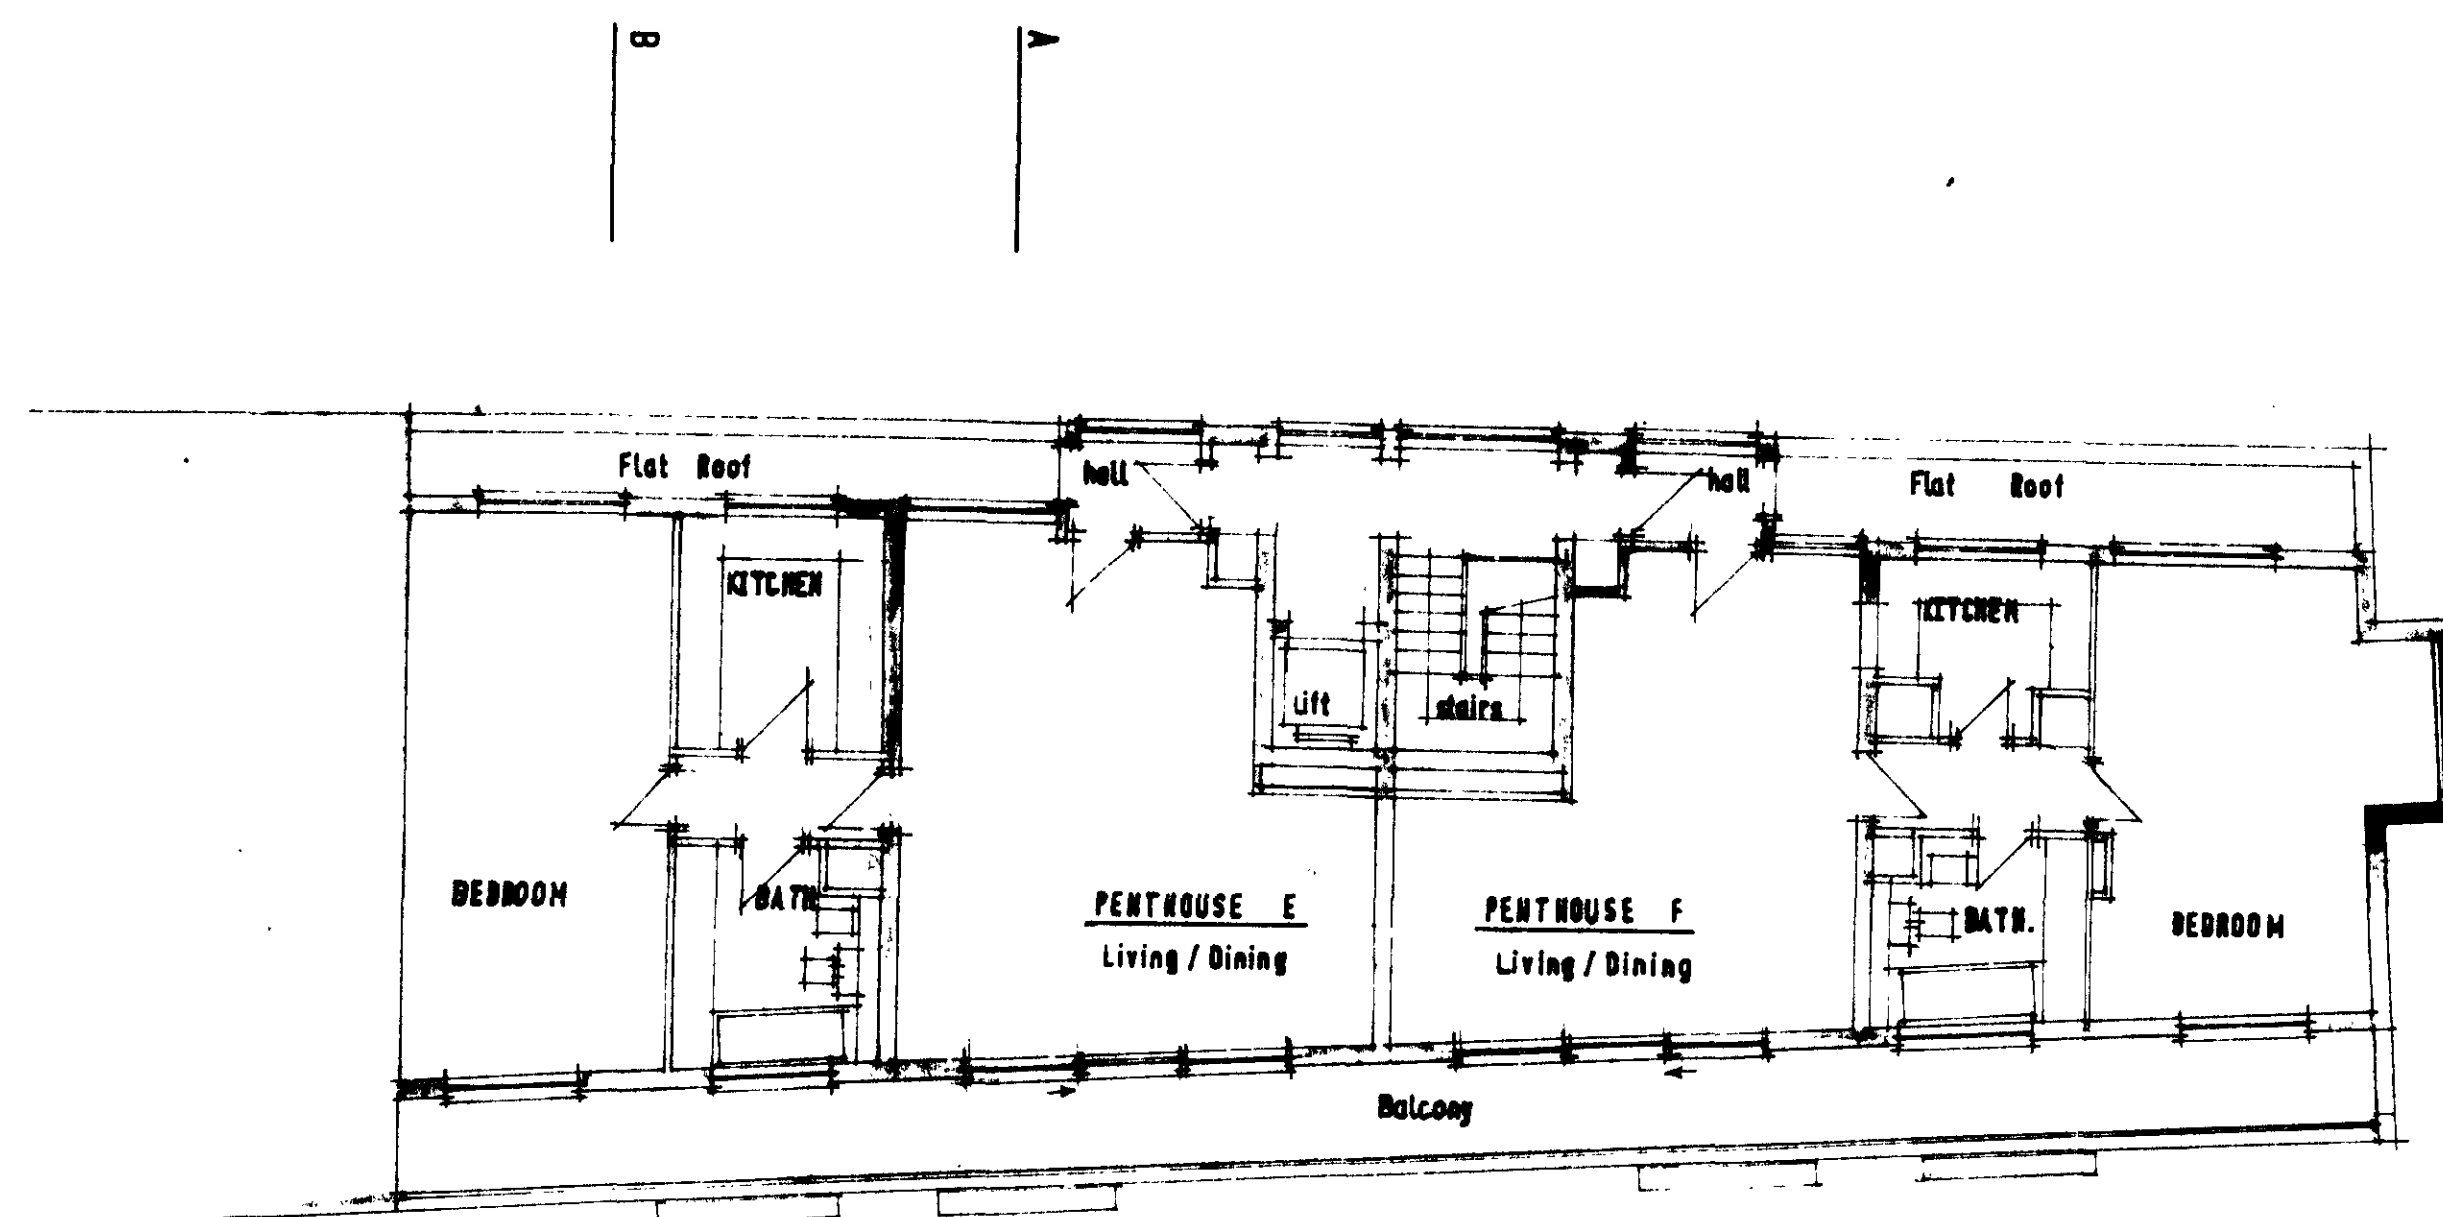 B
A
Flat Roof
hall
hall
Flat Roof
KITCHEN
KITCHEN
Lift
stairs
BEDROOM
BATH.
PENTHOUSE E
Living / Dining
PENTHOUSE F
Living / Dining
BATH.
BEDROOM
Balcony